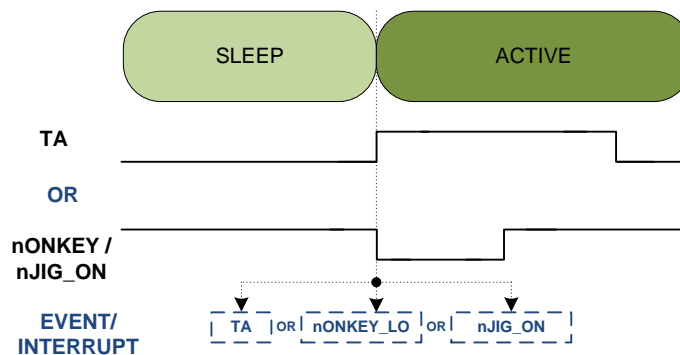 SLEEP ACTIVE
TA
OR
nONKEY /
nJIG_ON
EVENT/
INTERRUPT
TA OR nONKEY_LO OR nJIG_ON